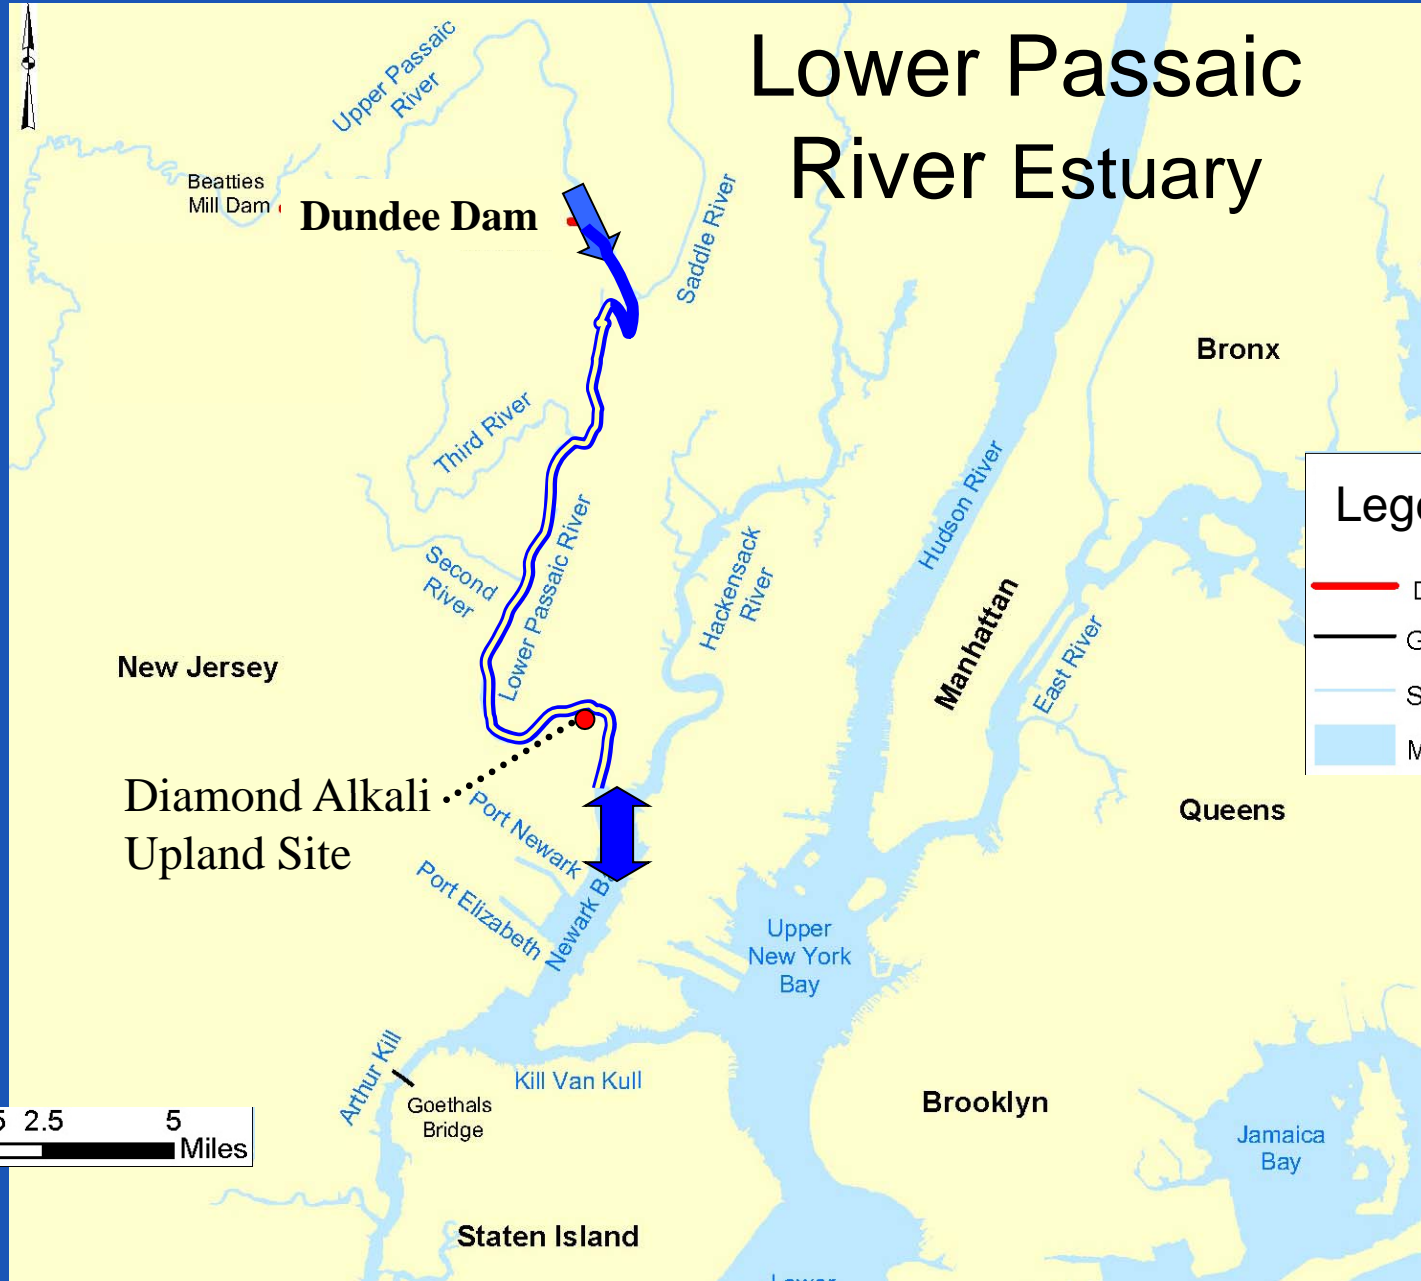 Lower Passaic
River Estuary
Upper Passaic
River
Beatties
Mill Dam
Dundee Dam
Saddle River
Bronx
Third River
Hudson River
Second
River
Lower Passaic River
Hackensack
River
Manhattan
East River
New Jersey
Diamond Alkali
Upland Site
Port Newark
Port Elizabeth
Newark
Queens
Upper
New York
Bay
Arthur Kill
Kill Van Kull
Goethals
Bridge
Brooklyn
Jamaica
Bay
2.5 5
Miles
Staten Island